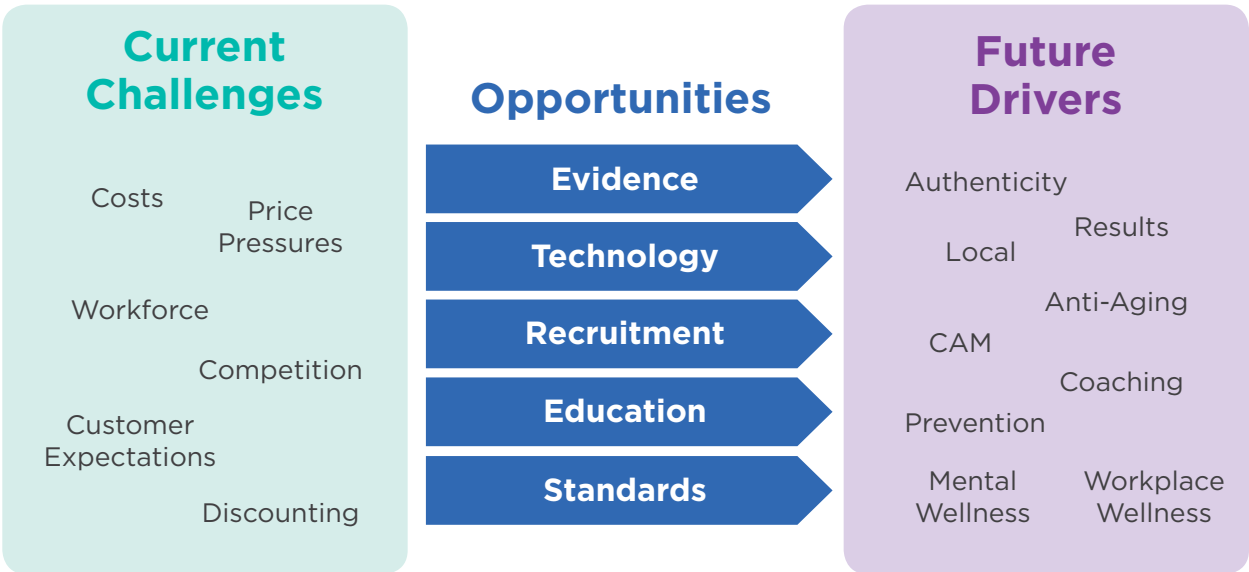 Current
Challenges
Costs
Price
Pressures
Workforce
Competition
Customer
Expectations
Discounting
Opportunities
Evidence
Technology
Recruitment
Education
Standards
Future
Drivers
Authenticity
Results
Local
Anti-Aging
CAM
Coaching
Prevention
Mental
Wellness
Workplace
Wellness